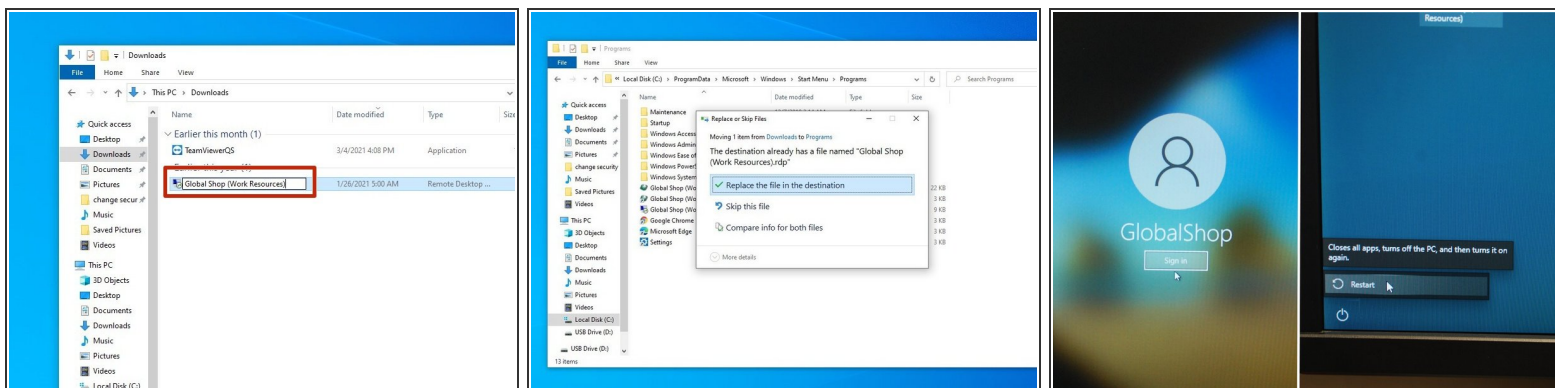 Downloads
File Home Share View
This PC > Downloads
Name Date modified Type Size
Quick access
Desktop
Downloads
Documents
Pictures
change secur
Music
Saved Pictures
Videos
This PC
3D Objects
Desktop
Documents
Downloads
Music
Pictures
Videos
Local Disk (C:)
Earlier this month (1)
TeamViewerQS 3/4/2021 4:08 PM Application
Earlier this year (1)
Global Shop (Work Resources) 1/26/2021 5:00 AM Remote Desktop ...
Programs
File Home Share View
« Local Disk (C:) > ProgramData > Microsoft > Windows > Start Menu > Programs
Search Programs
Name Date modified Type Size
Quick access
Desktop
Downloads
Documents
Pictures
change security
Music
Saved Pictures
Videos
This PC
3D Objects
Desktop
Documents
Downloads
Music
Pictures
Videos
Local Disk (C:)
USB Drive (D:)
USB Drive (D:)
13 items
Maintenance
Startup
Windows Access
Windows Admin
Windows Ease of
Windows PowerS
Windows System
Global Shop (Wo 22 KB
Global Shop (Wo 3 KB
Global Shop (Wo 9 KB
Google Chrome 3 KB
Microsoft Edge 3 KB
Settings 3 KB
Replace or Skip Files
Moving 1 item from Downloads to Programs
The destination already has a file named "Global Shop
(Work Resources).rdp"
Replace the file in the destination
Skip this file
Compare info for both files
More details
GlobalShop
Sign in
Resources)
Closes all apps, turns off the PC, and then turns it on
again.
Restart